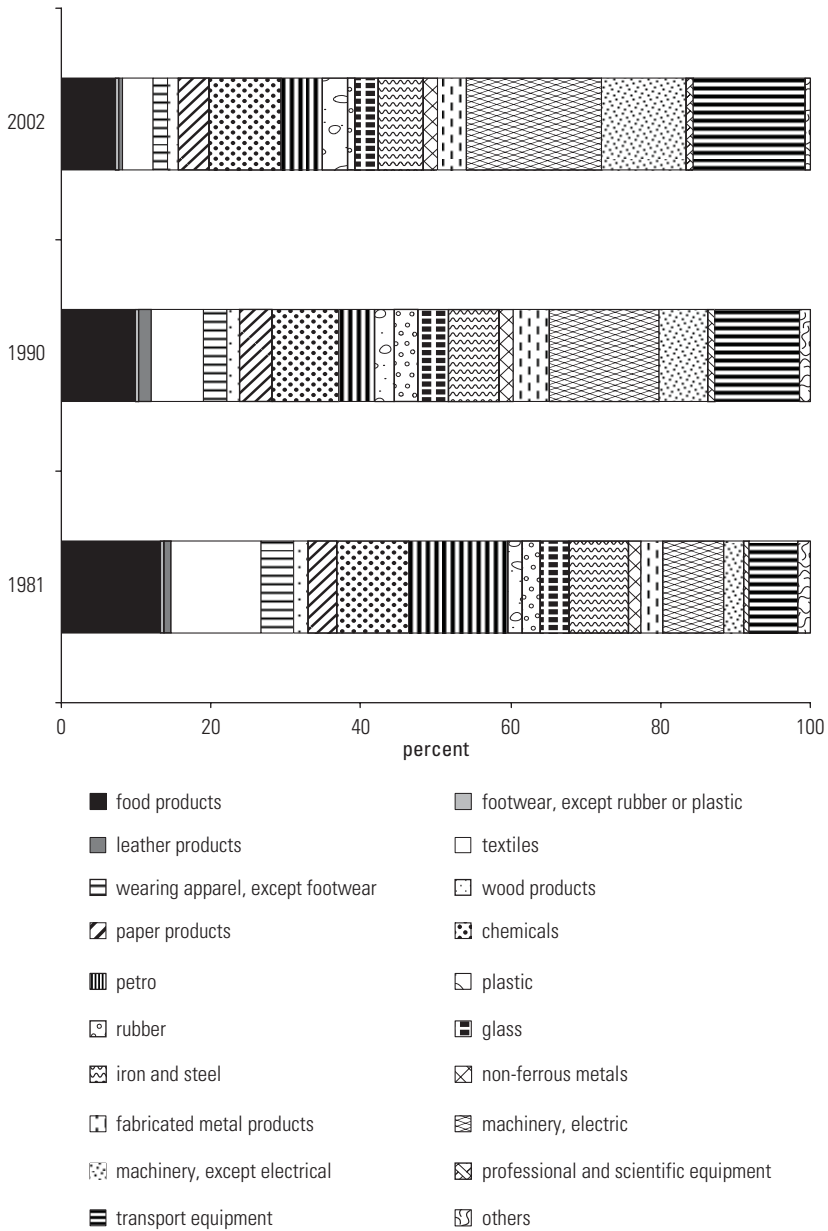 2002
1990
1981
0 20 40 60 80 100
percent
food products
footwear, except rubber or plastic
leather products
textiles
wearing apparel, except footwear
wood products
paper products
chemicals
petro
plastic
rubber
glass
iron and steel
non-ferrous metals
fabricated metal products
machinery, electric
machinery, except electrical
professional and scientific equipment
transport equipment
others